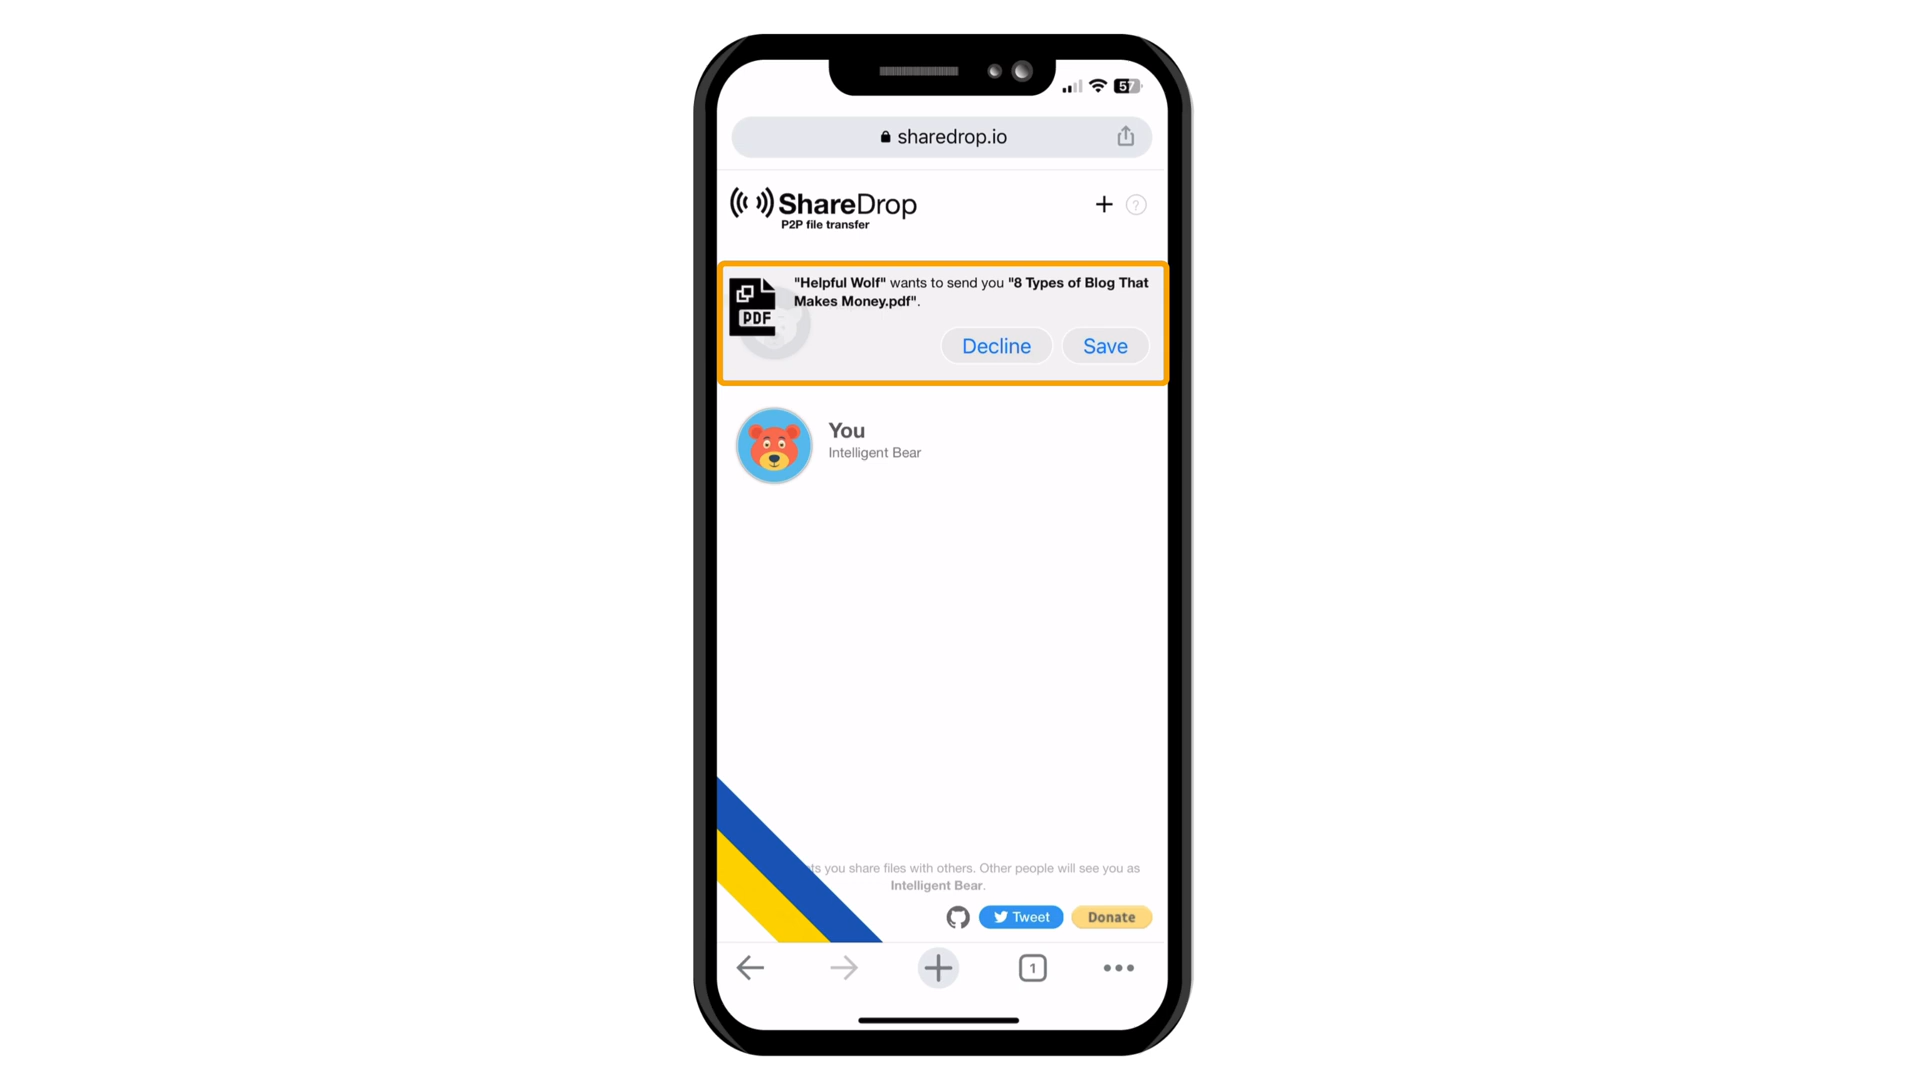 57
sharedrop.io
ShareDrop
P2P file transfer
+ ?
"Helpful Wolf" wants to send you "8 Types of Blog That
Makes Money.pdf".
PDF
Decline Save
You
Intelligent Bear
you share files with others. Other people will see you as
Intelligent Bear.
Tweet Donate
1